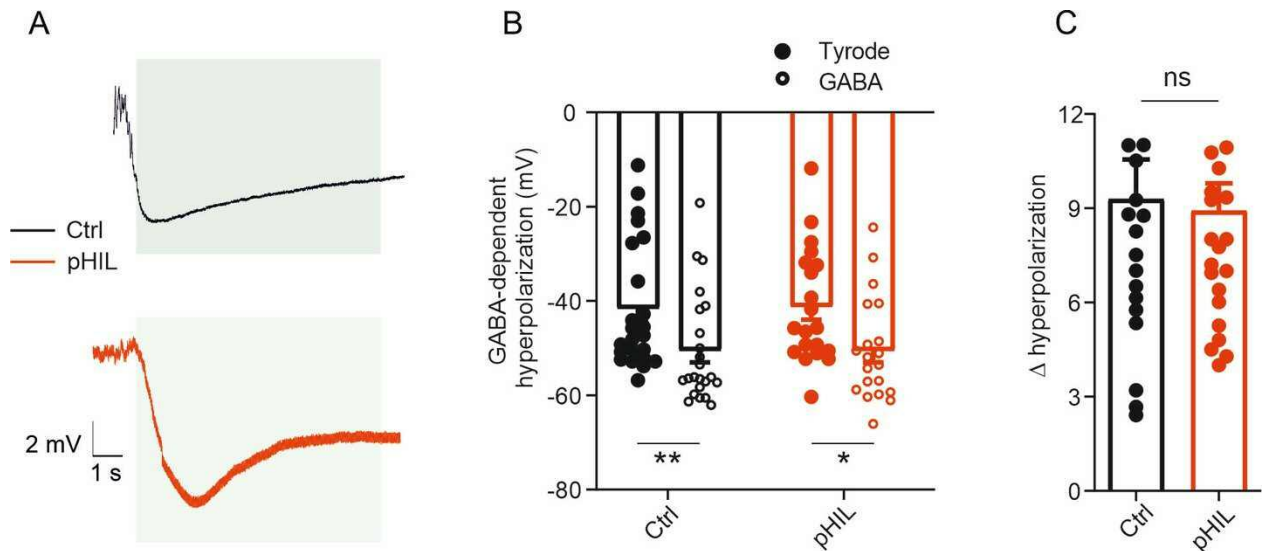 A
Ctrl
pHIL
2 mV
1 s
B
Tyrode
GABA
GABA-dependent
hyperpolarization (mV)
0
-20
-40
-60
-80
**
*
Ctrl
pHIL
C
ns
Δ hyperpolarization
12
9
6
3
0
Ctrl
pHIL